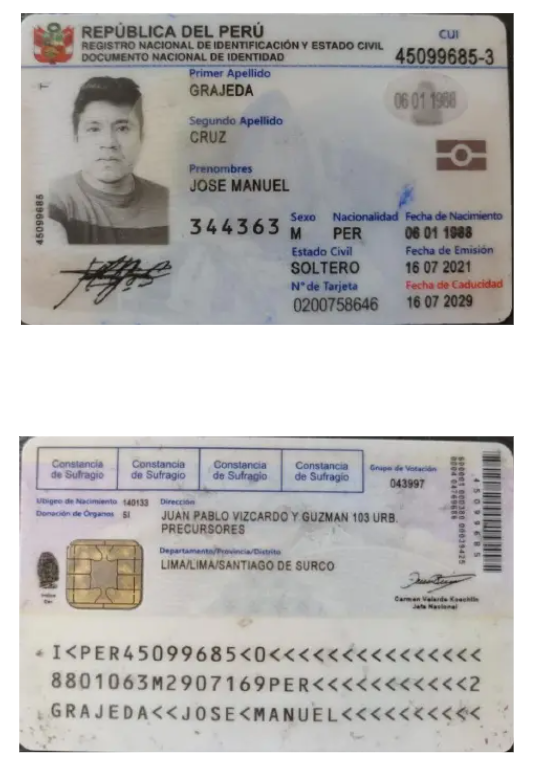 REPÚBLICA DEL PERÚ
REGISTRO NACIONAL DE IDENTIFICACIÓN Y ESTADO CIVIL
DOCUMENTO NACIONAL DE IDENTIDAD
CUI
45099685-3
Primer Apellido
GRAJEDA
06 01 1988
Segundo Apellido
CRUZ
Prenombres
JOSE MANUEL
45099685
344363
Sexo Nacionalidad Fecha de Nacimiento
M PER 06 01 1988
Estado Civil Fecha de Emisión
SOLTERO 16 07 2021
N° de Tarjeta Fecha de Caducidad
0200758646 16 07 2029
Constancia de Sufragio
Constancia de Sufragio
Constancia de Sufragio
Constancia de Sufragio
Grupo de Votación
043997
Ubigeo de Nacimiento 140133 Dirección
Donación de Órganos SI JUAN PABLO VIZCARDO Y GUZMAN 103 URB.
PRECURSORES
Departamento/Provincia/Distrito
LIMA/LIMA/SANTIAGO DE SURCO
45099685
Carmen Velarde Koechlin
Jefa Nacional
I<PER45099685<0<<<<<<<<<<<<<<<
8801063M2907169PER<<<<<<<<<<<2
GRAJEDA<<JOSE<MANUEL<<<<<<<<<<